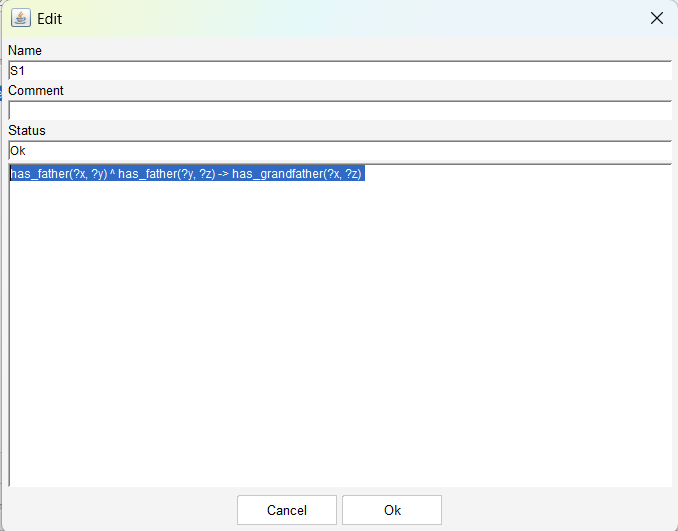 Edit
Name
S1
Comment
Status
Ok
has_father(?x, ?y) ^ has_father(?y, ?z) -> has_grandfather(?x, ?z)
Cancel
Ok